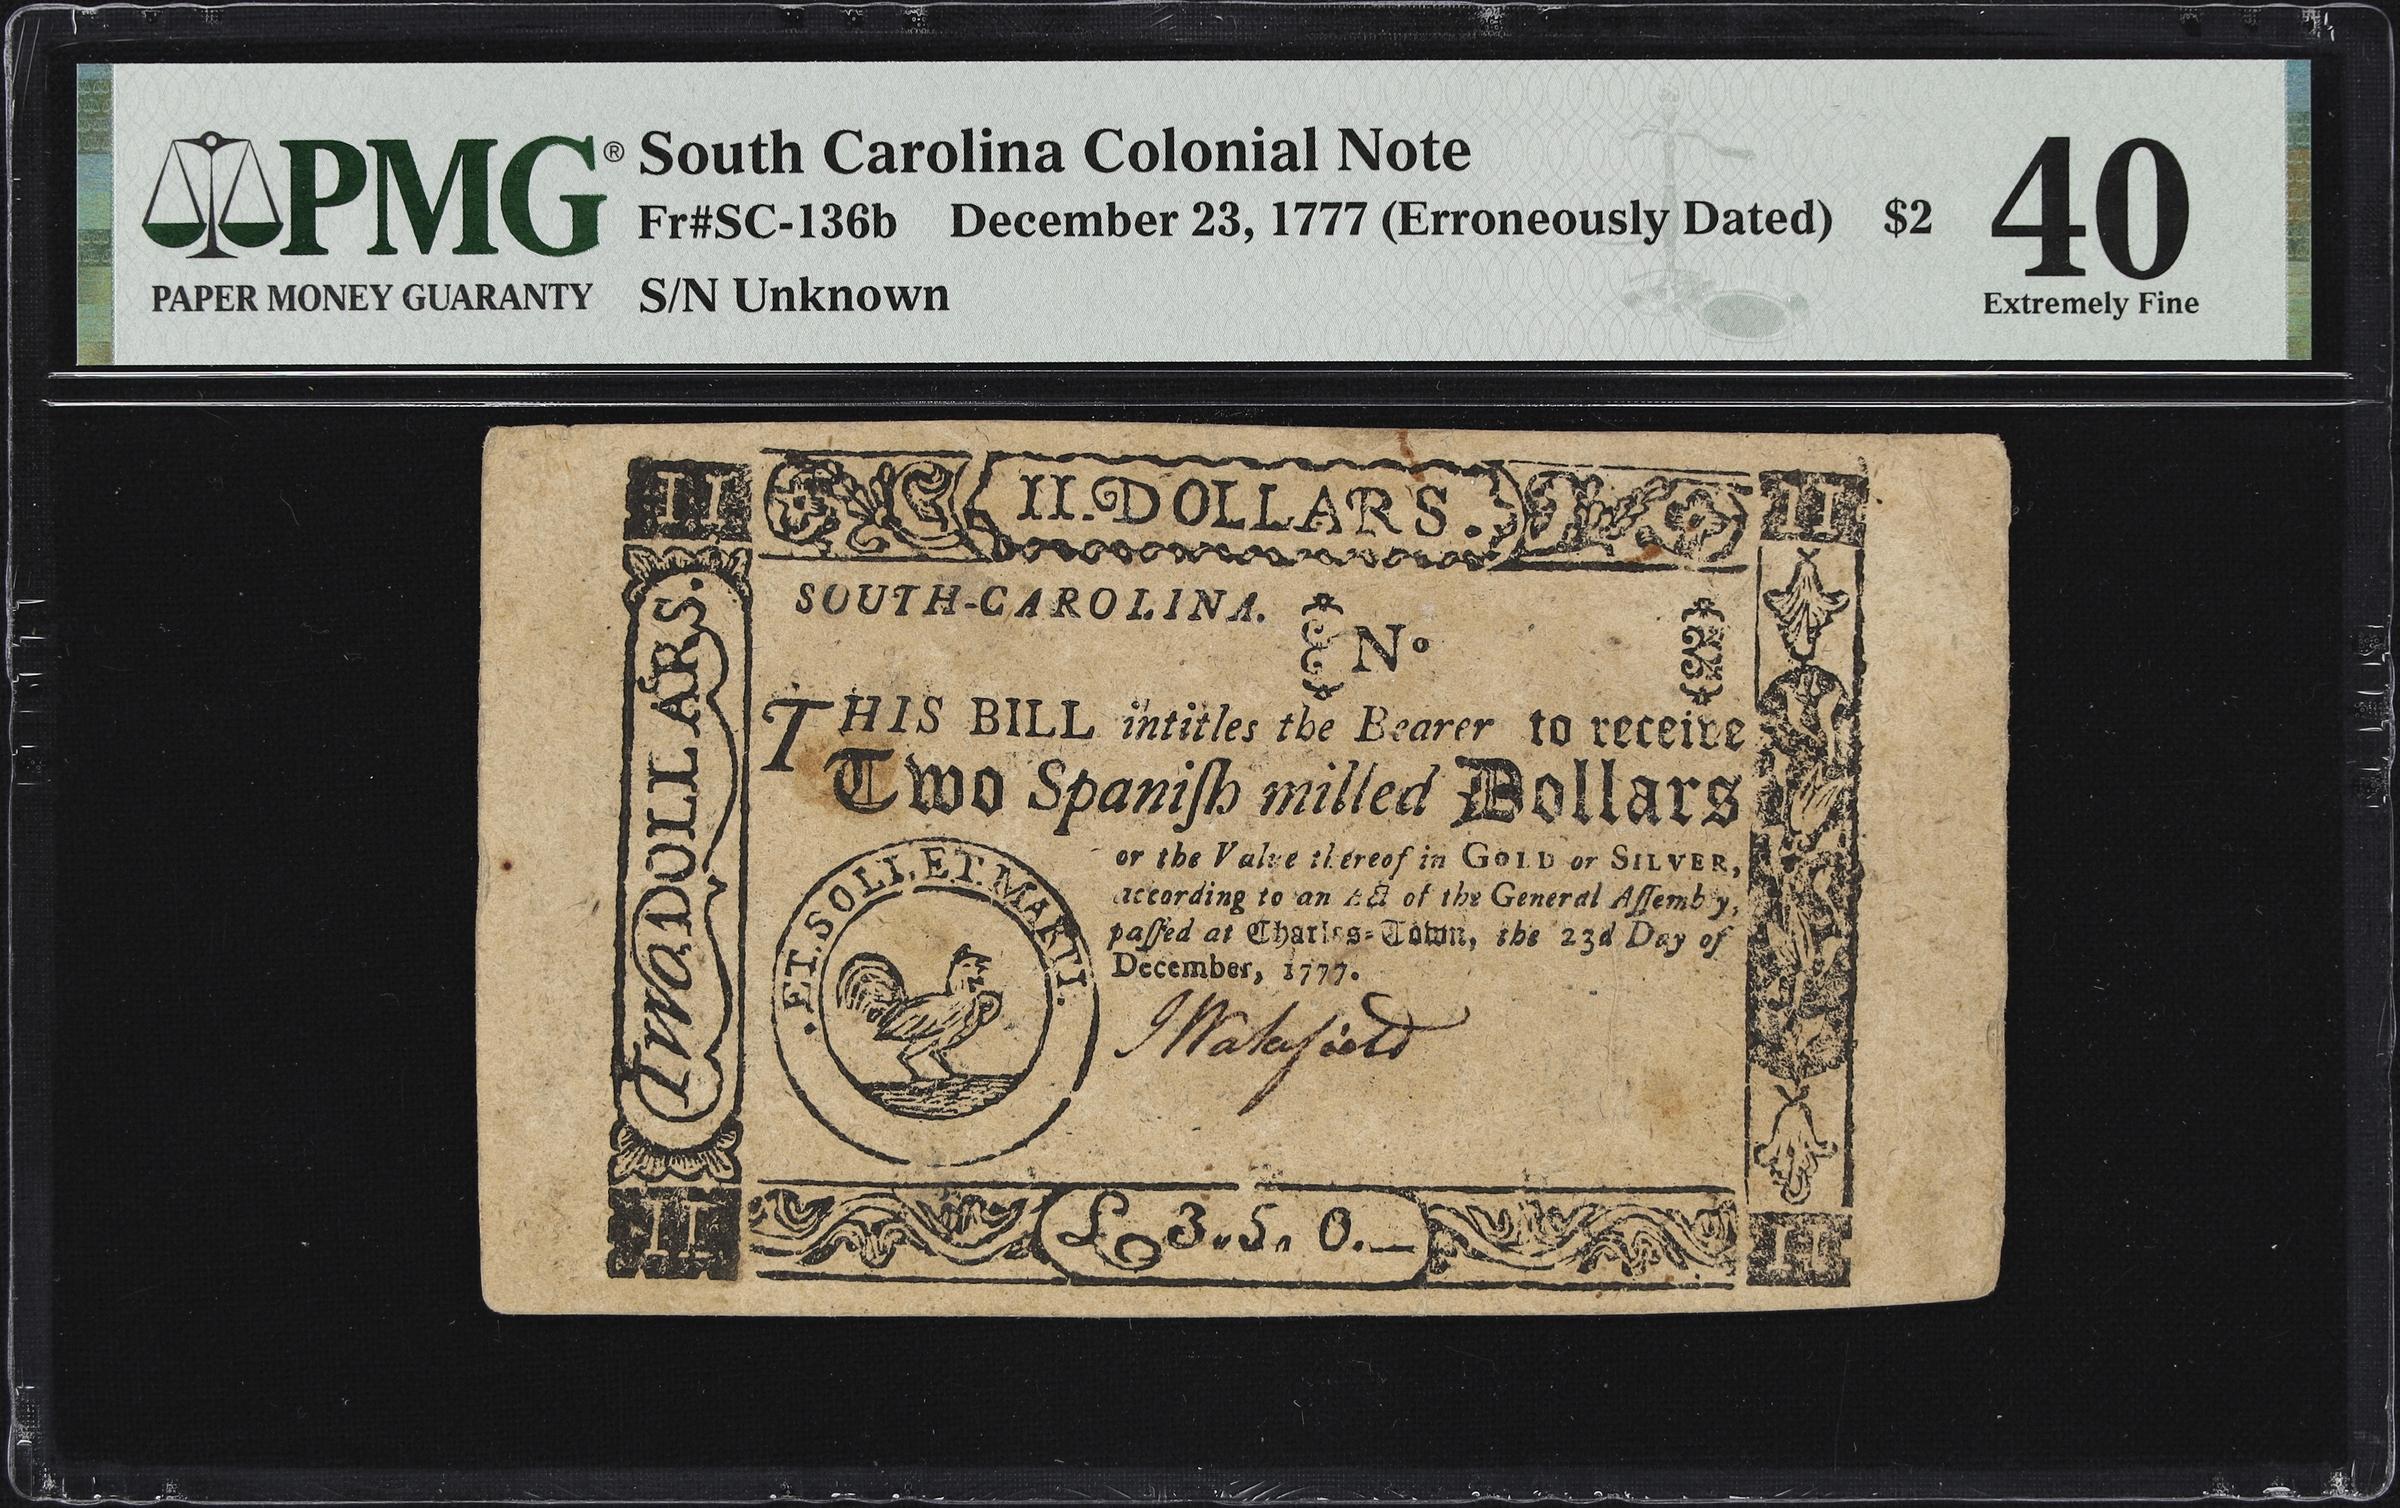 PMG® South Carolina Colonial Note
Fr#SC-136b December 23, 1777 (Erroneously Dated) $2
PAPER MONEY GUARANTY S/N Unknown
40
Extremely Fine
II II.DOLLARS. II
SOUTH-CAROLINA. No
THIS BILL intitles the Bearer to receive
Two Spaniſh milled Dollars
or the Value thereof in GOLD or SILVER,
according to an Act of the General Aſſembly,
paſſed at Charles-Town, the 23d Day of
December, 1777.
.ET.SOLI.ET.MARTI.
JWakefield
Two DOLLARS.
II £ 3.5.0. II